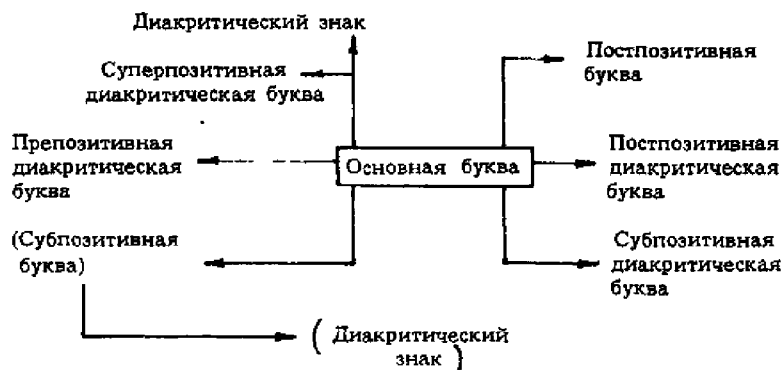 Диакритический знак
Суперпозитивная
диакритическая буква
Постпозитивная
буква
Препозитивная
диакритическая
буква
Основная буква
Постпозитивная
диакритическая
буква
(Субпозитивная
буква)
Субпозитивная
диакритическая
буква
( Диакритический
знак )